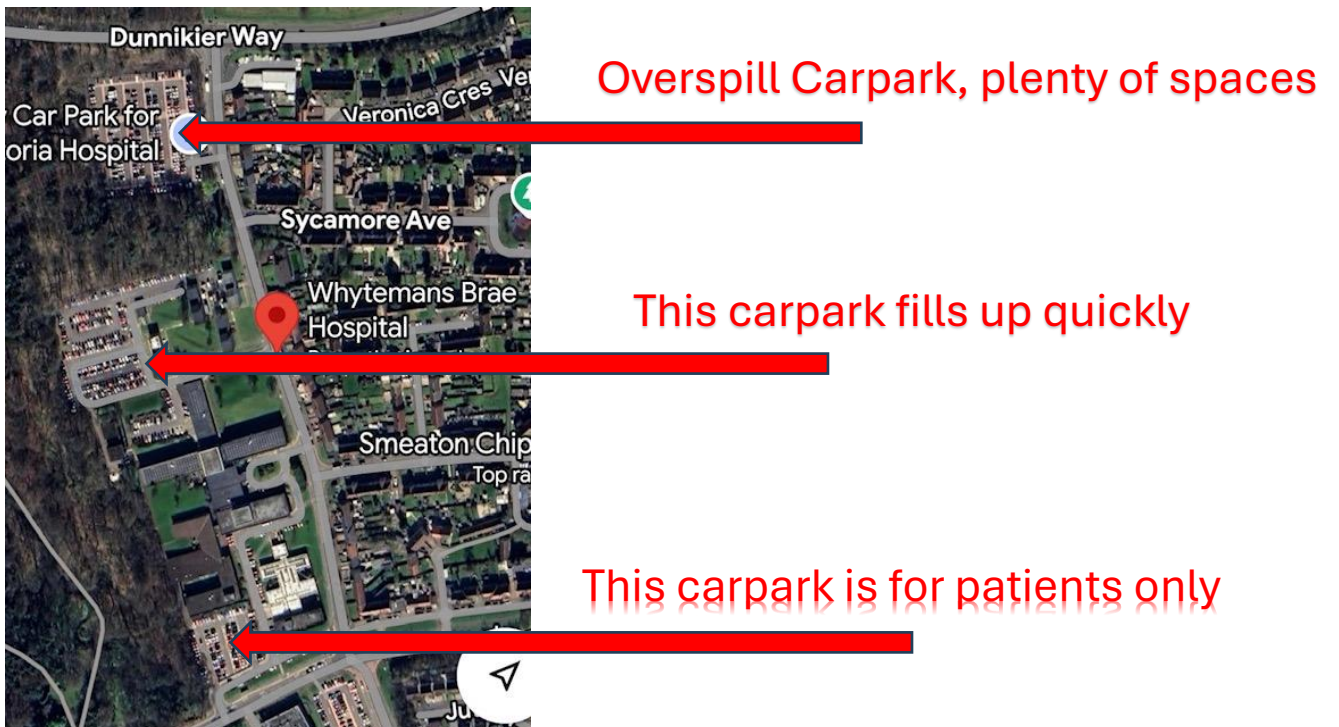 Dunnikier Way
Overspill Carpark, plenty of spaces
Veronica Cres
Car Park for
oria Hospital
Sycamore Ave
Whytemans Brae
Hospital
This carpark fills up quickly
Smeaton Chip
Top ra
This carpark is for patients only
Ju